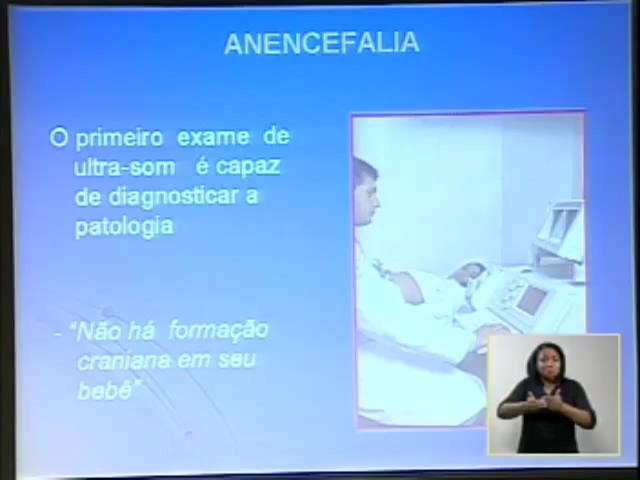 ANENCEFALIA
O primeiro exame de
ultra-som é capaz
de diagnosticar a
patologia
- "Não há formação
craniana em seu
bebê"